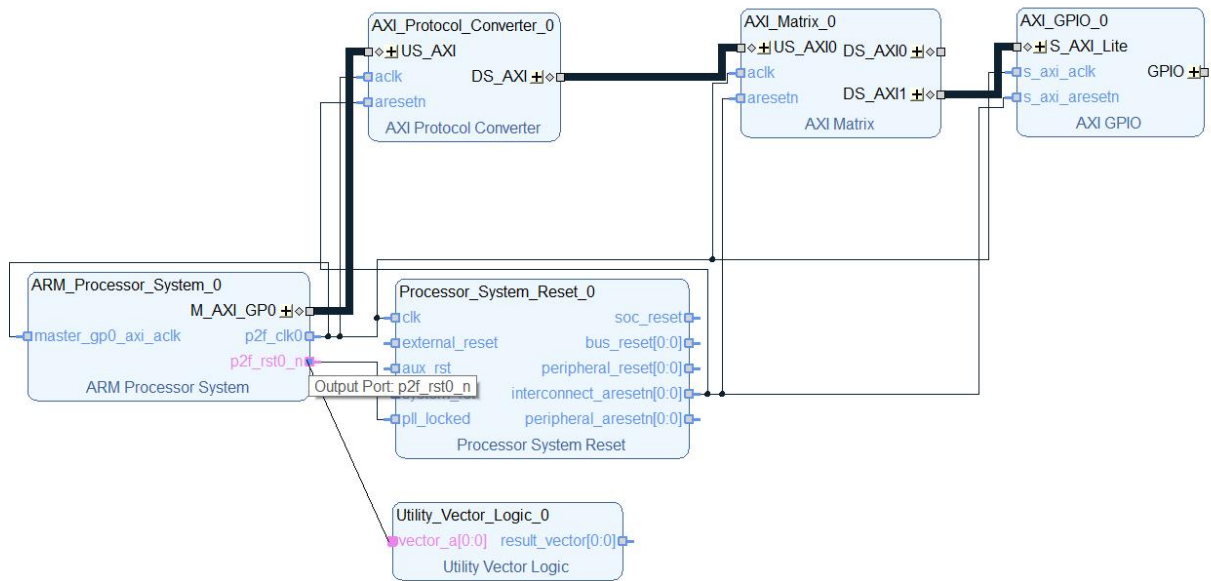 AXI_Protocol_Converter_0
US_AXI
DS_AXI
aclk
aresetn
AXI Protocol Converter
AXI_Matrix_0
US_AXI0 DS_AXI0
aclk
DS_AXI1
aresetn
AXI Matrix
AXI_GPIO_0
S_AXI_Lite
s_axi_aclk
GPIO
s_axi_aresetn
AXI GPIO
ARM_Processor_System_0
M_AXI_GP0
master_gp0_axi_aclk p2f_clk0
p2f_rst0_n
ARM Processor System
Output Port: p2f_rst0_n
Processor_System_Reset_0
clk soc_reset
external_reset bus_reset[0:0]
aux_rst peripheral_reset[0:0]
interconnect_aresetn[0:0]
pll_locked peripheral_aresetn[0:0]
Processor System Reset
Utility_Vector_Logic_0
vector_a[0:0] result_vector[0:0]
Utility Vector Logic